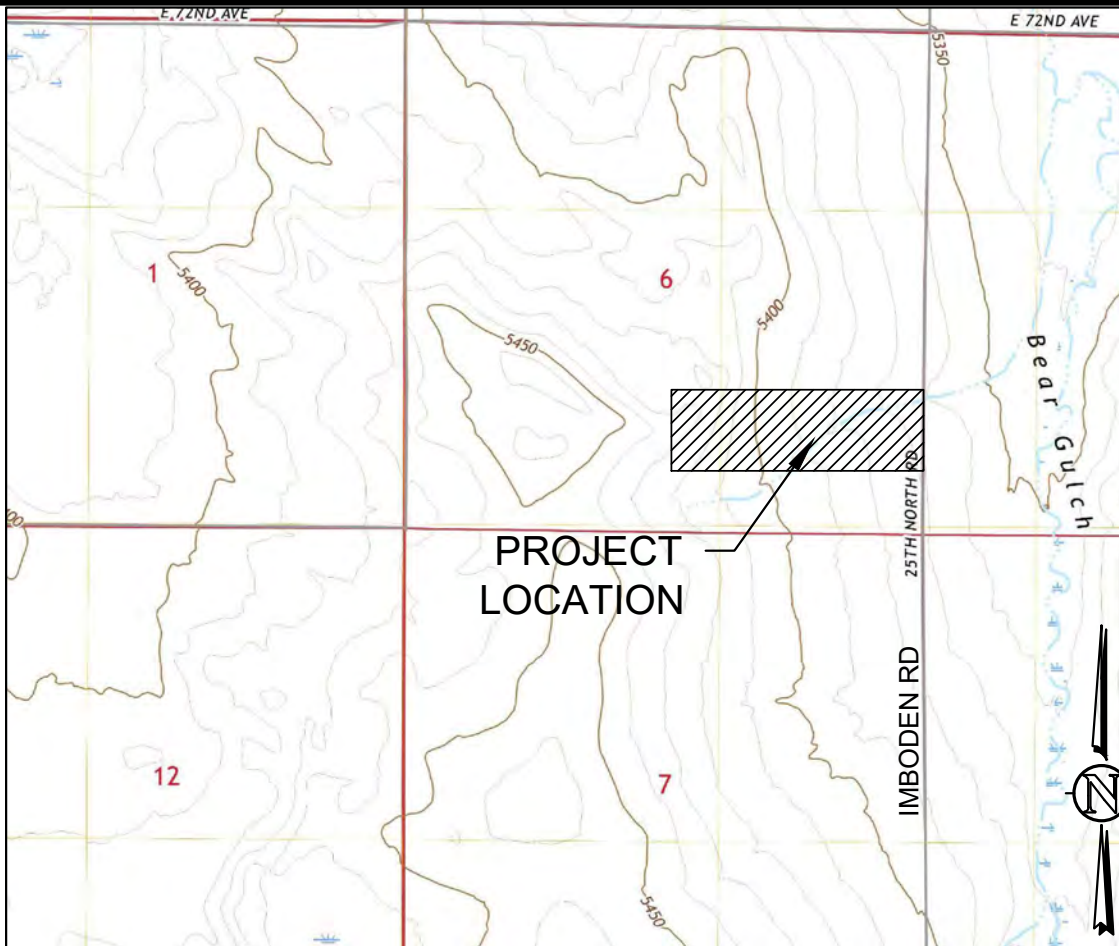 E 72ND AVE
E 72ND AVE
5350
1
6
5400
5400
5450
Bear Gulch
25TH NORTH RD
PROJECT
LOCATION
IMBODEN RD
12
7
N
5450